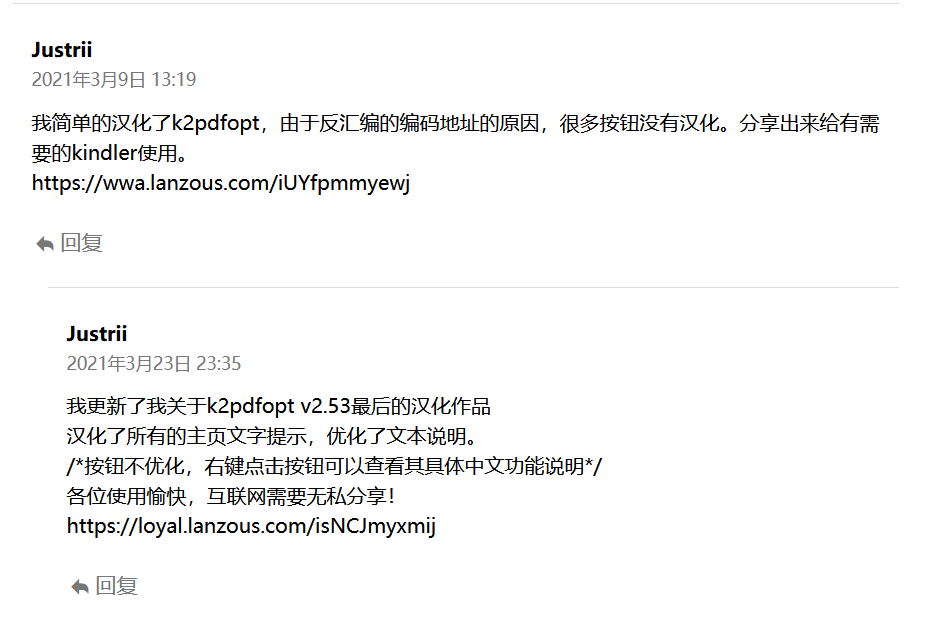 Justrii
2021年3月9日 13:19
我简单的汉化了k2pdfopt，由于反汇编的编码地址的原因，很多按钮没有汉化。分享出来给有需
要的kindler使用。
https://wwa.lanzous.com/iUYfpmmyewj
回复
Justrii
2021年3月23日 23:35
我更新了我关于k2pdfopt v2.53最后的汉化作品
汉化了所有的主页文字提示，优化了文本说明。
/*按钮不优化，右键点击按钮可以查看其具体中文功能说明*/
各位使用愉快，互联网需要无私分享！
https://loyal.lanzous.com/isNCJmyxmij
回复